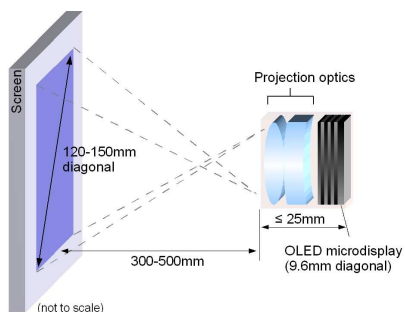 Screen
Projection optics
120-150mm
diagonal
≤ 25mm
300-500mm
OLED microdisplay
(9.6mm diagonal)
(not to scale)